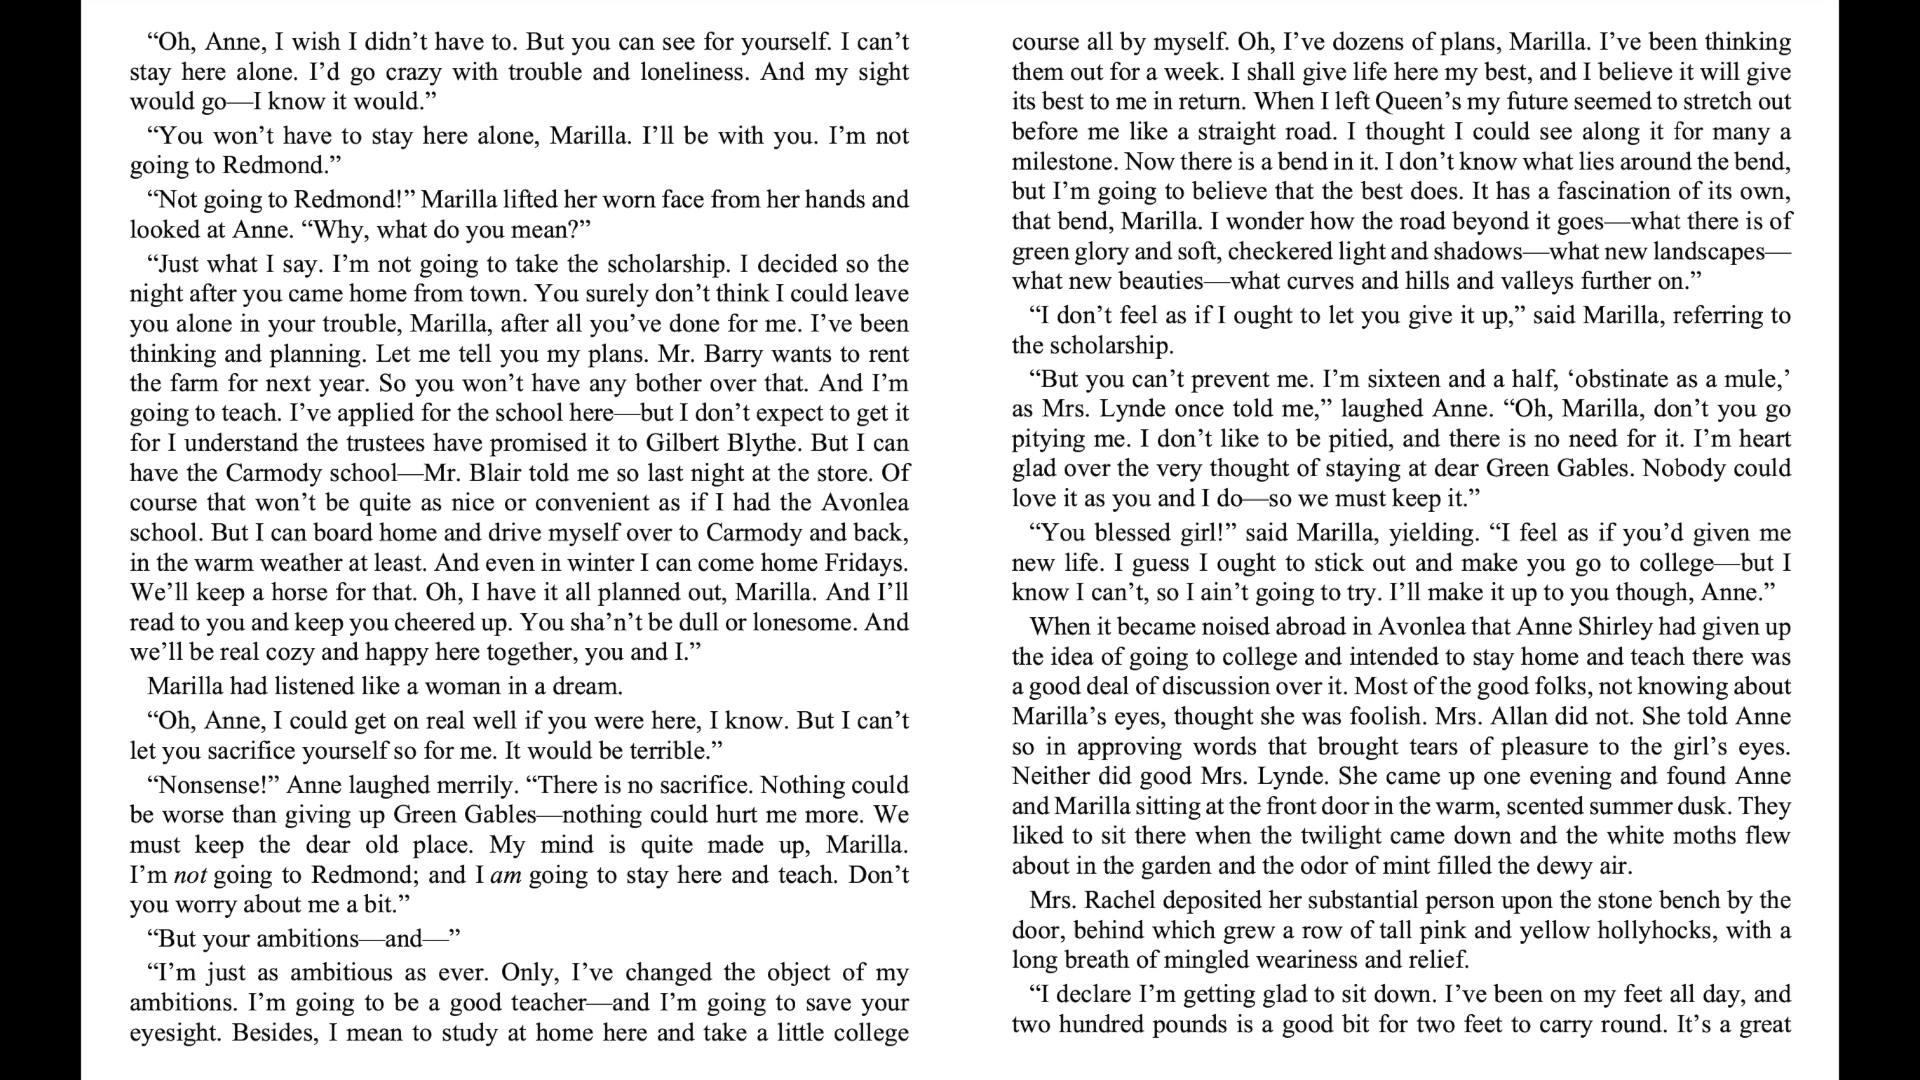 “Oh, Anne, I wish I didn’t have to. But you can see for yourself. I can’t
stay here alone. I’d go crazy with trouble and loneliness. And my sight
would go—I know it would.”
“You won’t have to stay here alone, Marilla. I’ll be with you. I’m not
going to Redmond.”
“Not going to Redmond!” Marilla lifted her worn face from her hands and
looked at Anne. “Why, what do you mean?”
“Just what I say. I’m not going to take the scholarship. I decided so the
night after you came home from town. You surely don’t think I could leave
you alone in your trouble, Marilla, after all you’ve done for me. I’ve been
thinking and planning. Let me tell you my plans. Mr. Barry wants to rent
the farm for next year. So you won’t have any bother over that. And I’m
going to teach. I’ve applied for the school here—but I don’t expect to get it
for I understand the trustees have promised it to Gilbert Blythe. But I can
have the Carmody school—Mr. Blair told me so last night at the store. Of
course that won’t be quite as nice or convenient as if I had the Avonlea
school. But I can board home and drive myself over to Carmody and back,
in the warm weather at least. And even in winter I can come home Fridays.
We’ll keep a horse for that. Oh, I have it all planned out, Marilla. And I’ll
read to you and keep you cheered up. You sha’n’t be dull or lonesome. And
we’ll be real cozy and happy here together, you and I.”
Marilla had listened like a woman in a dream.
“Oh, Anne, I could get on real well if you were here, I know. But I can’t
let you sacrifice yourself so for me. It would be terrible.”
“Nonsense!” Anne laughed merrily. “There is no sacrifice. Nothing could
be worse than giving up Green Gables—nothing could hurt me more. We
must keep the dear old place. My mind is quite made up, Marilla.
I’m not going to Redmond; and I am going to stay here and teach. Don’t
you worry about me a bit.”
“But your ambitions—and—”
“I’m just as ambitious as ever. Only, I’ve changed the object of my
ambitions. I’m going to be a good teacher—and I’m going to save your
eyesight. Besides, I mean to study at home here and take a little college
course all by myself. Oh, I’ve dozens of plans, Marilla. I’ve been thinking
them out for a week. I shall give life here my best, and I believe it will give
its best to me in return. When I left Queen’s my future seemed to stretch out
before me like a straight road. I thought I could see along it for many a
milestone. Now there is a bend in it. I don’t know what lies around the bend,
but I’m going to believe that the best does. It has a fascination of its own,
that bend, Marilla. I wonder how the road beyond it goes—what there is of
green glory and soft, checkered light and shadows—what new landscapes—
what new beauties—what curves and hills and valleys further on.”
“I don’t feel as if I ought to let you give it up,” said Marilla, referring to
the scholarship.
“But you can’t prevent me. I’m sixteen and a half, ‘obstinate as a mule,’
as Mrs. Lynde once told me,” laughed Anne. “Oh, Marilla, don’t you go
pitying me. I don’t like to be pitied, and there is no need for it. I’m heart
glad over the very thought of staying at dear Green Gables. Nobody could
love it as you and I do—so we must keep it.”
“You blessed girl!” said Marilla, yielding. “I feel as if you’d given me
new life. I guess I ought to stick out and make you go to college—but I
know I can’t, so I ain’t going to try. I’ll make it up to you though, Anne.”
When it became noised abroad in Avonlea that Anne Shirley had given up
the idea of going to college and intended to stay home and teach there was
a good deal of discussion over it. Most of the good folks, not knowing about
Marilla’s eyes, thought she was foolish. Mrs. Allan did not. She told Anne
so in approving words that brought tears of pleasure to the girl’s eyes.
Neither did good Mrs. Lynde. She came up one evening and found Anne
and Marilla sitting at the front door in the warm, scented summer dusk. They
liked to sit there when the twilight came down and the white moths flew
about in the garden and the odor of mint filled the dewy air.
Mrs. Rachel deposited her substantial person upon the stone bench by the
door, behind which grew a row of tall pink and yellow hollyhocks, with a
long breath of mingled weariness and relief.
“I declare I’m getting glad to sit down. I’ve been on my feet all day, and
two hundred pounds is a good bit for two feet to carry round. It’s a great